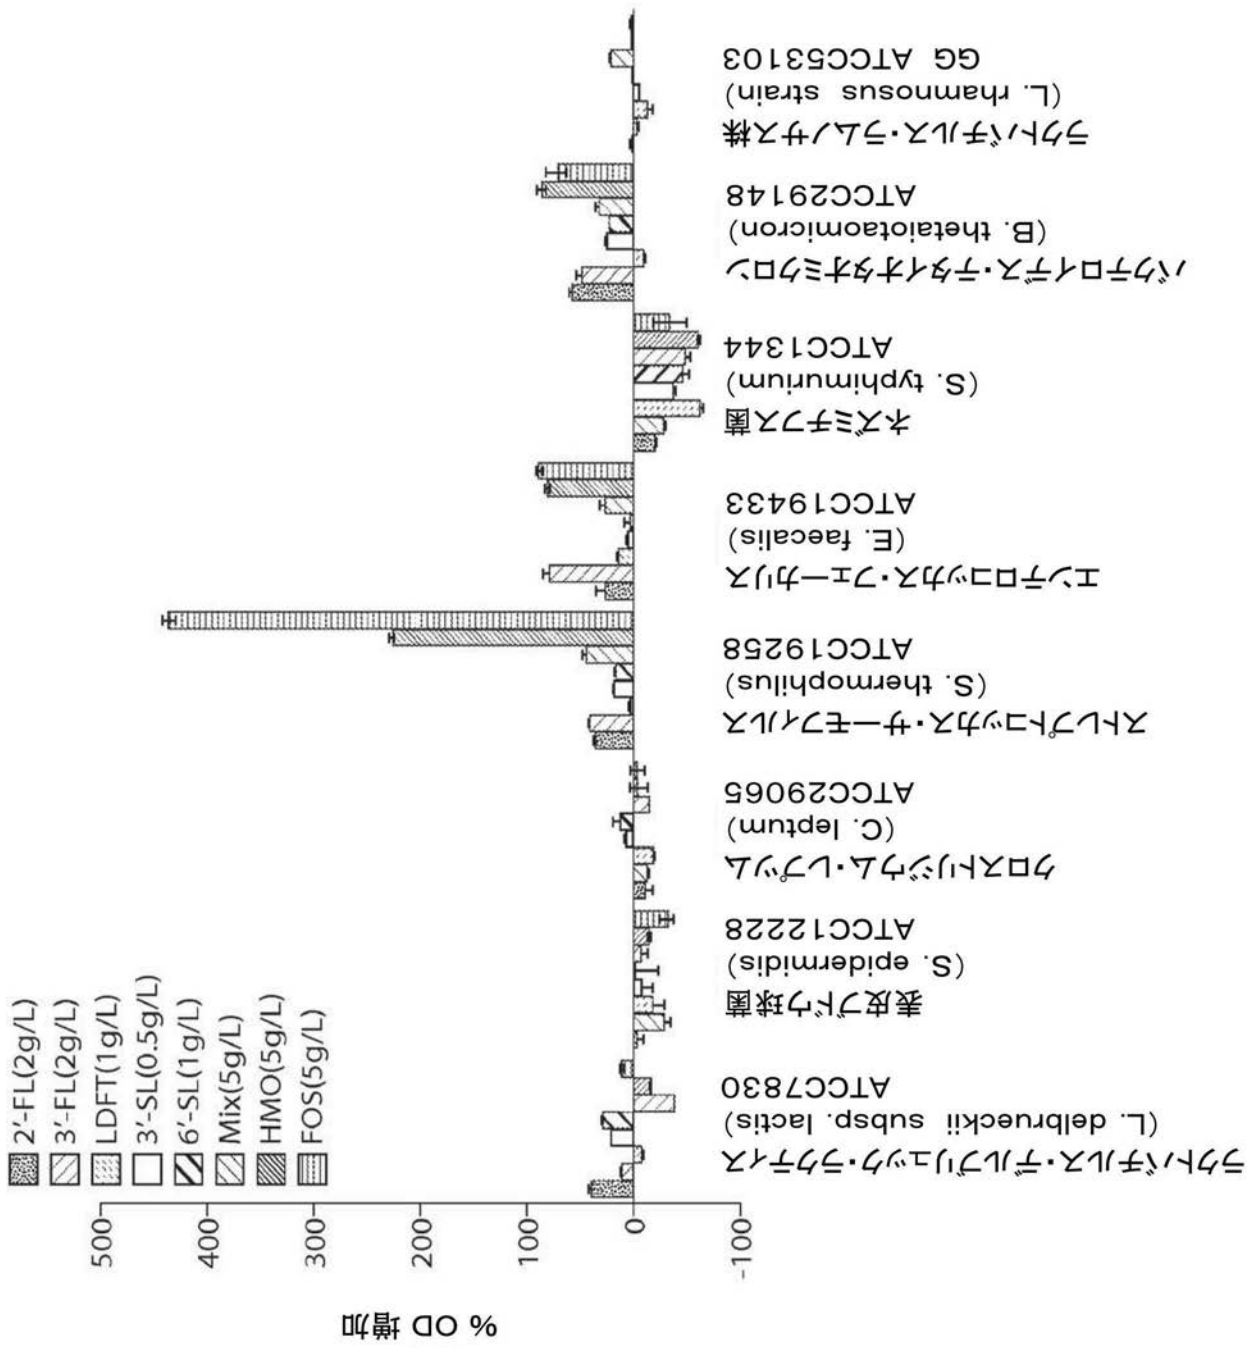 2′-FL(2g/L)
3′-FL(2g/L)
LDFT(1g/L)
3′-SL(0.5g/L)
6′-SL(1g/L)
Mix(5g/L)
HMO(5g/L)
FOS(5g/L)
500
400
300
200
100
0
-100
% OD 増加
ラクトバチルス・デルブリュック・ラクティス
(L. delbrueckii subsp. lactis)
ATCC7830
表皮ブドウ球菌
(S. epidermidis)
ATCC12228
クロストリジウム・レプツム
(C. leptum)
ATCC29065
ストレプトコッカス・サーモフィルス
(S. thermophilus)
ATCC19258
エンテロコッカス・フェーカリス
(E. faecalis)
ATCC19433
ネズミチフス菌
(S. typhimurium)
ATCC1344
バクテロイデス・テタイオタオミクロン
(B. thetaiotaomicron)
ATCC29148
ラクトバチルス・ラムノサス株
(L. rhamnosus strain)
GG ATCC53103